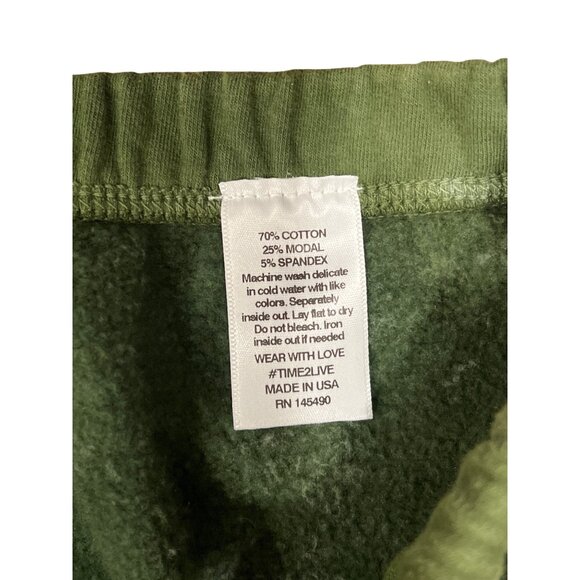 70% COTTON
25% MODAL
5% SPANDEX
Machine wash delicate
in cold water with like
colors. Separately
inside out. Lay flat to dry
Do not bleach. Iron
inside out if needed
WEAR WITH LOVE
#TIME2LIVE
MADE IN USA
RN 145490